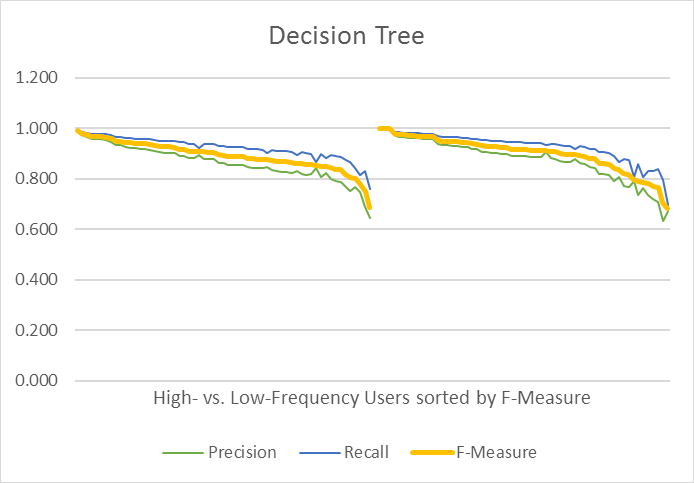 Decision Tree
1.200
1.000
0.800
0.600
0.400
0.200
0.000
High- vs. Low-Frequency Users sorted by F-Measure
Precision Recall F-Measure